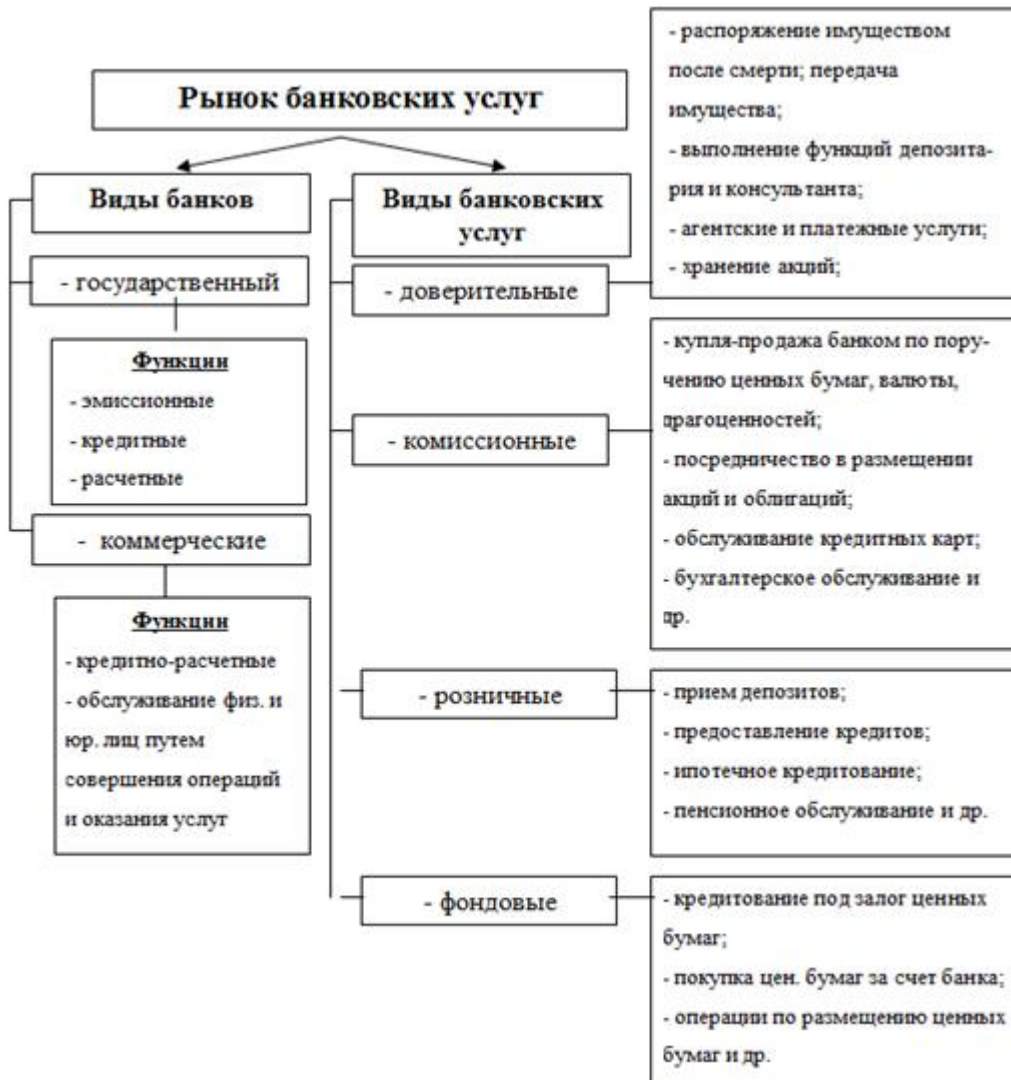 Рынок банковских услуг
Виды банков
- государственный
Функции
- эмиссионные
- кредитные
- расчетные
- коммерческие
Функции
- кредитно-расчетные
- обслуживание физ. и
юр. лиц путем
совершения операций
и оказания услуг
Виды банковских
услуг
- доверительные
- распоряжение имуществом
после смерти; передача
имущества;
- выполнение функций депозита-
рия и консультанта;
- агентские и платежные услуги;
- хранение акций;
- комиссионные
- купля-продажа банком по пору-
чению ценных бумаг, валюты,
драгоценностей;
- посредничество в размещении
акций и облигаций;
- обслуживание кредитных карт;
- бухгалтерское обслуживание и
др.
- розничные
- прием депозитов;
- предоставление кредитов;
- ипотечное кредитование;
- пенсионное обслуживание и др.
- фондовые
- кредитование под залог ценных
бумаг;
- покупка цен. бумаг за счет банка;
- операции по размещению ценных
бумаг и др.